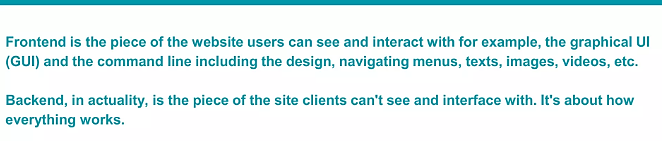 Frontend is the piece of the website users can see and interact with for example, the graphical UI
(GUI) and the command line including the design, navigating menus, texts, images, videos, etc.
Backend, in actuality, is the piece of the site clients can't see and interface with. It's about how
everything works.